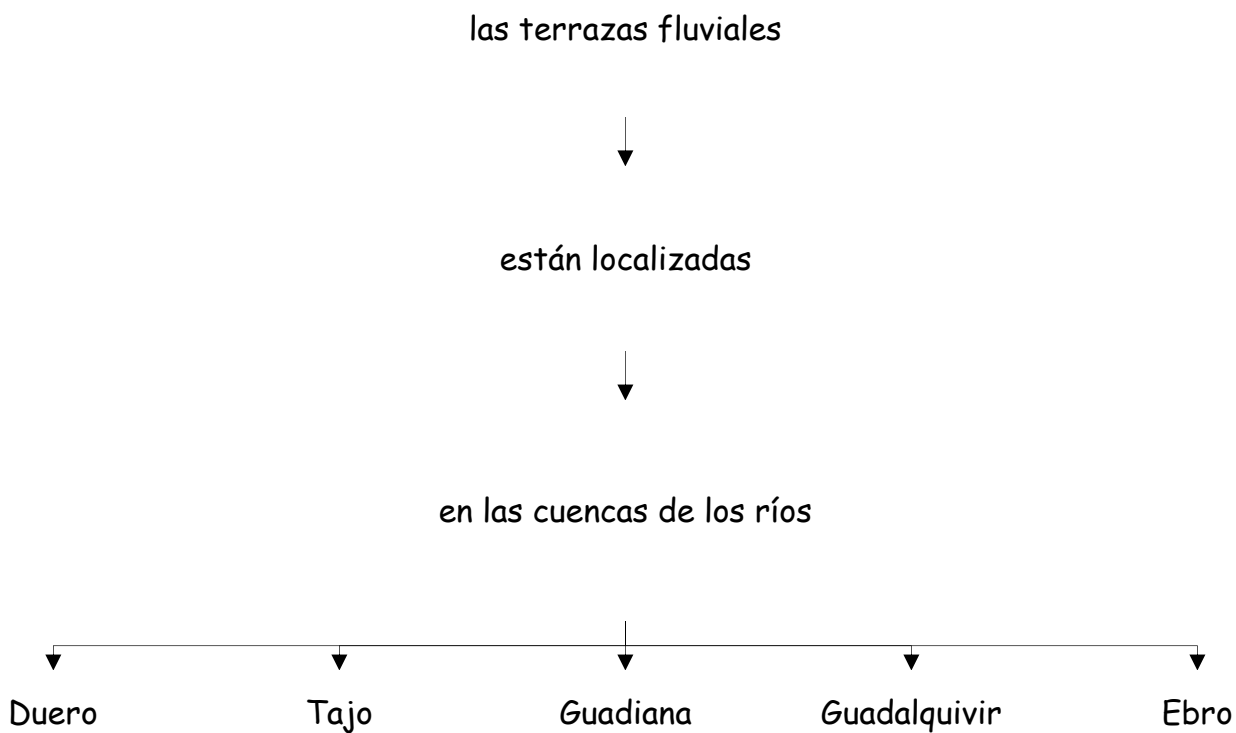 las terrazas fluviales
están localizadas
en las cuencas de los ríos
Duero Tajo Guadiana Guadalquivir Ebro